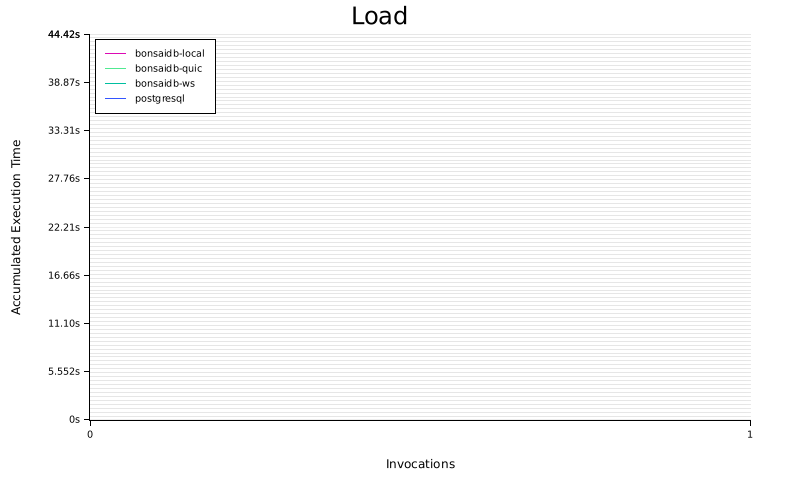 Load
44.42s
38.87s
33.31s
27.76s
22.21s
16.66s
11.10s
5.552s
0s
Accumulated Execution Time
bonsaidb-local
bonsaidb-quic
bonsaidb-ws
postgresql
0
1
Invocations